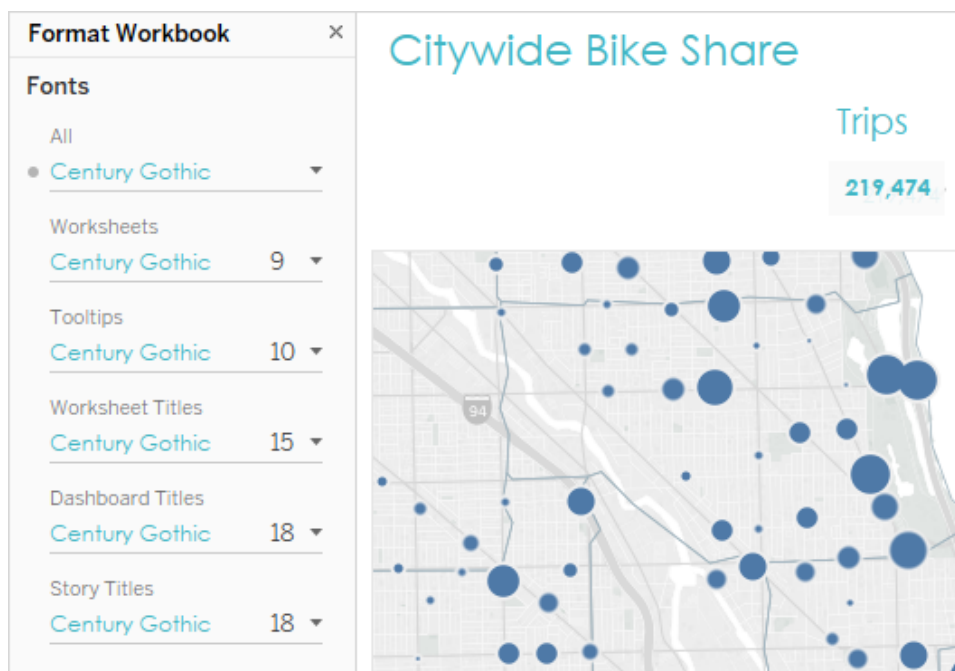 Format Workbook ×
Fonts
All
Century Gothic
Worksheets
Century Gothic 9
Tooltips
Century Gothic 10
Worksheet Titles
Century Gothic 15
Dashboard Titles
Century Gothic 18
Story Titles
Century Gothic 18
Citywide Bike Share
Trips
219,474
94